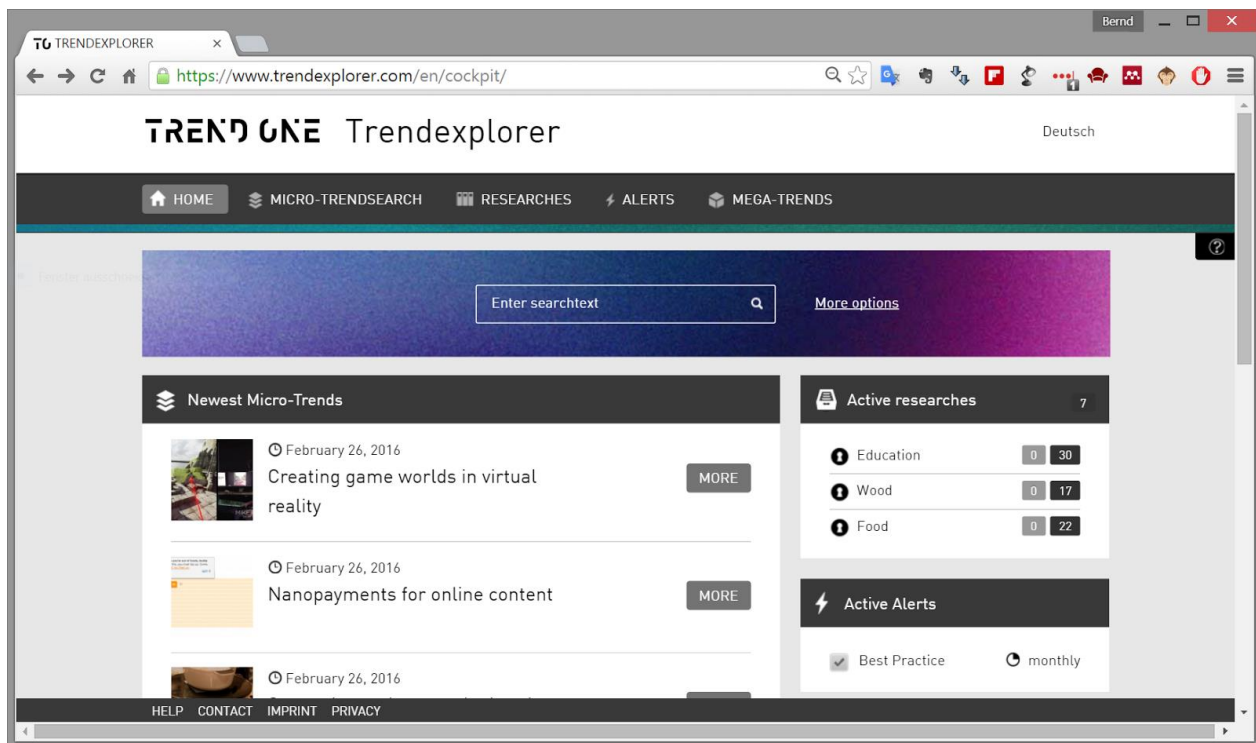 Bernd
TG TRENDEXPLORER
https://www.trendexplorer.com/en/cockpit/
1
TREND ONE Trendexplorer
Deutsch
HOME MICRO-TRENDSEARCH RESEARCHES ALERTS MEGA-TRENDS
?
Enter searchtext
More options
Newest Micro-Trends
February 26, 2016
Creating game worlds in virtual
reality
MORE
February 26, 2016
Nanopayments for online content
MORE
February 26, 2016
Active researches 7
Education 0 30
Wood 0 17
Food 0 22
Active Alerts
Best Practice monthly
HELP CONTACT IMPRINT PRIVACY